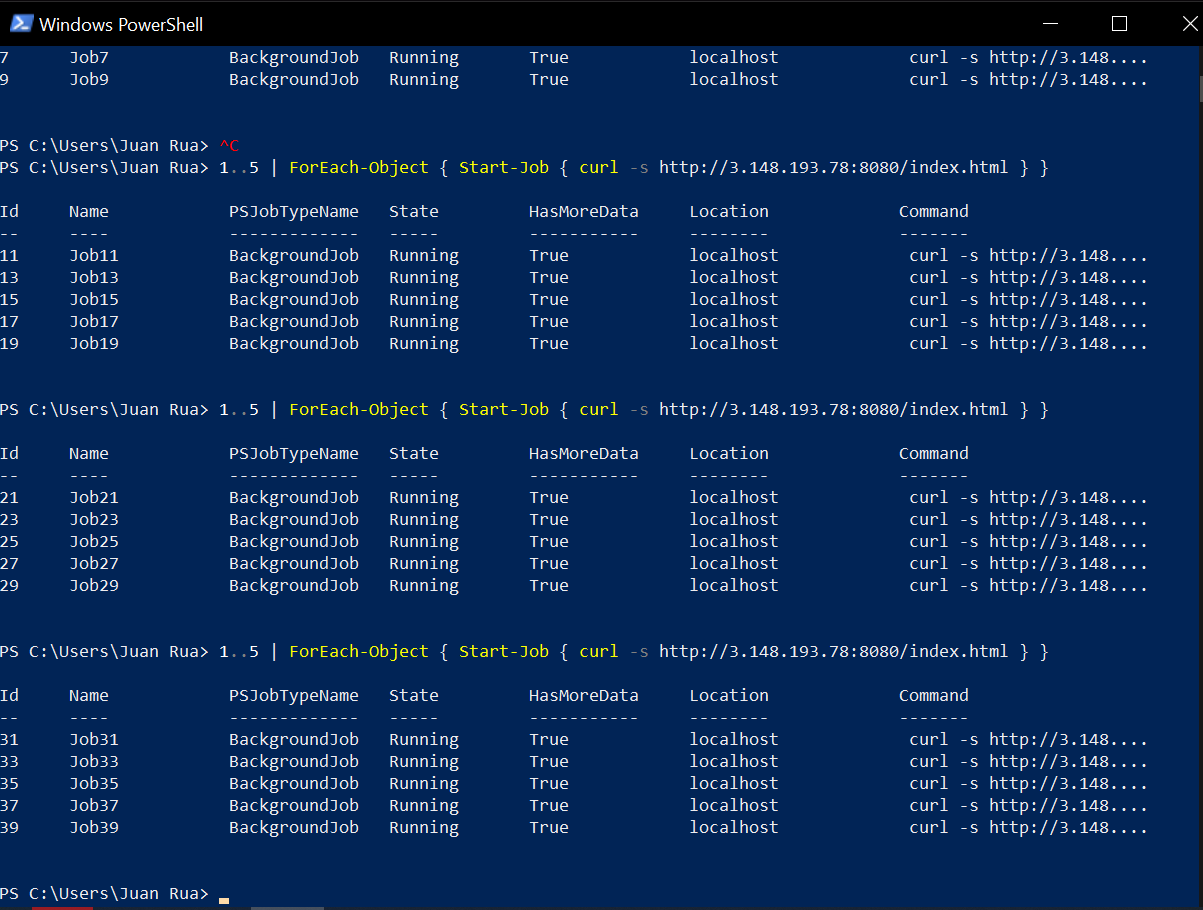 Windows PowerShell
7 Job7 BackgroundJob Running True localhost curl -s http://3.148....
9 Job9 BackgroundJob Running True localhost curl -s http://3.148....
PS C:\Users\Juan Rua> ^C
PS C:\Users\Juan Rua> 1..5 | ForEach-Object { Start-Job { curl -s http://3.148.193.78:8080/index.html } }
Id Name PSJobTypeName State HasMoreData Location Command
-- ---- ------------- ----- ----------- -------- -------
11 Job11 BackgroundJob Running True localhost curl -s http://3.148....
13 Job13 BackgroundJob Running True localhost curl -s http://3.148....
15 Job15 BackgroundJob Running True localhost curl -s http://3.148....
17 Job17 BackgroundJob Running True localhost curl -s http://3.148....
19 Job19 BackgroundJob Running True localhost curl -s http://3.148....
PS C:\Users\Juan Rua> 1..5 | ForEach-Object { Start-Job { curl -s http://3.148.193.78:8080/index.html } }
Id Name PSJobTypeName State HasMoreData Location Command
-- ---- ------------- ----- ----------- -------- -------
21 Job21 BackgroundJob Running True localhost curl -s http://3.148....
23 Job23 BackgroundJob Running True localhost curl -s http://3.148....
25 Job25 BackgroundJob Running True localhost curl -s http://3.148....
27 Job27 BackgroundJob Running True localhost curl -s http://3.148....
29 Job29 BackgroundJob Running True localhost curl -s http://3.148....
PS C:\Users\Juan Rua> 1..5 | ForEach-Object { Start-Job { curl -s http://3.148.193.78:8080/index.html } }
Id Name PSJobTypeName State HasMoreData Location Command
-- ---- ------------- ----- ----------- -------- -------
31 Job31 BackgroundJob Running True localhost curl -s http://3.148....
33 Job33 BackgroundJob Running True localhost curl -s http://3.148....
35 Job35 BackgroundJob Running True localhost curl -s http://3.148....
37 Job37 BackgroundJob Running True localhost curl -s http://3.148....
39 Job39 BackgroundJob Running True localhost curl -s http://3.148....
PS C:\Users\Juan Rua>